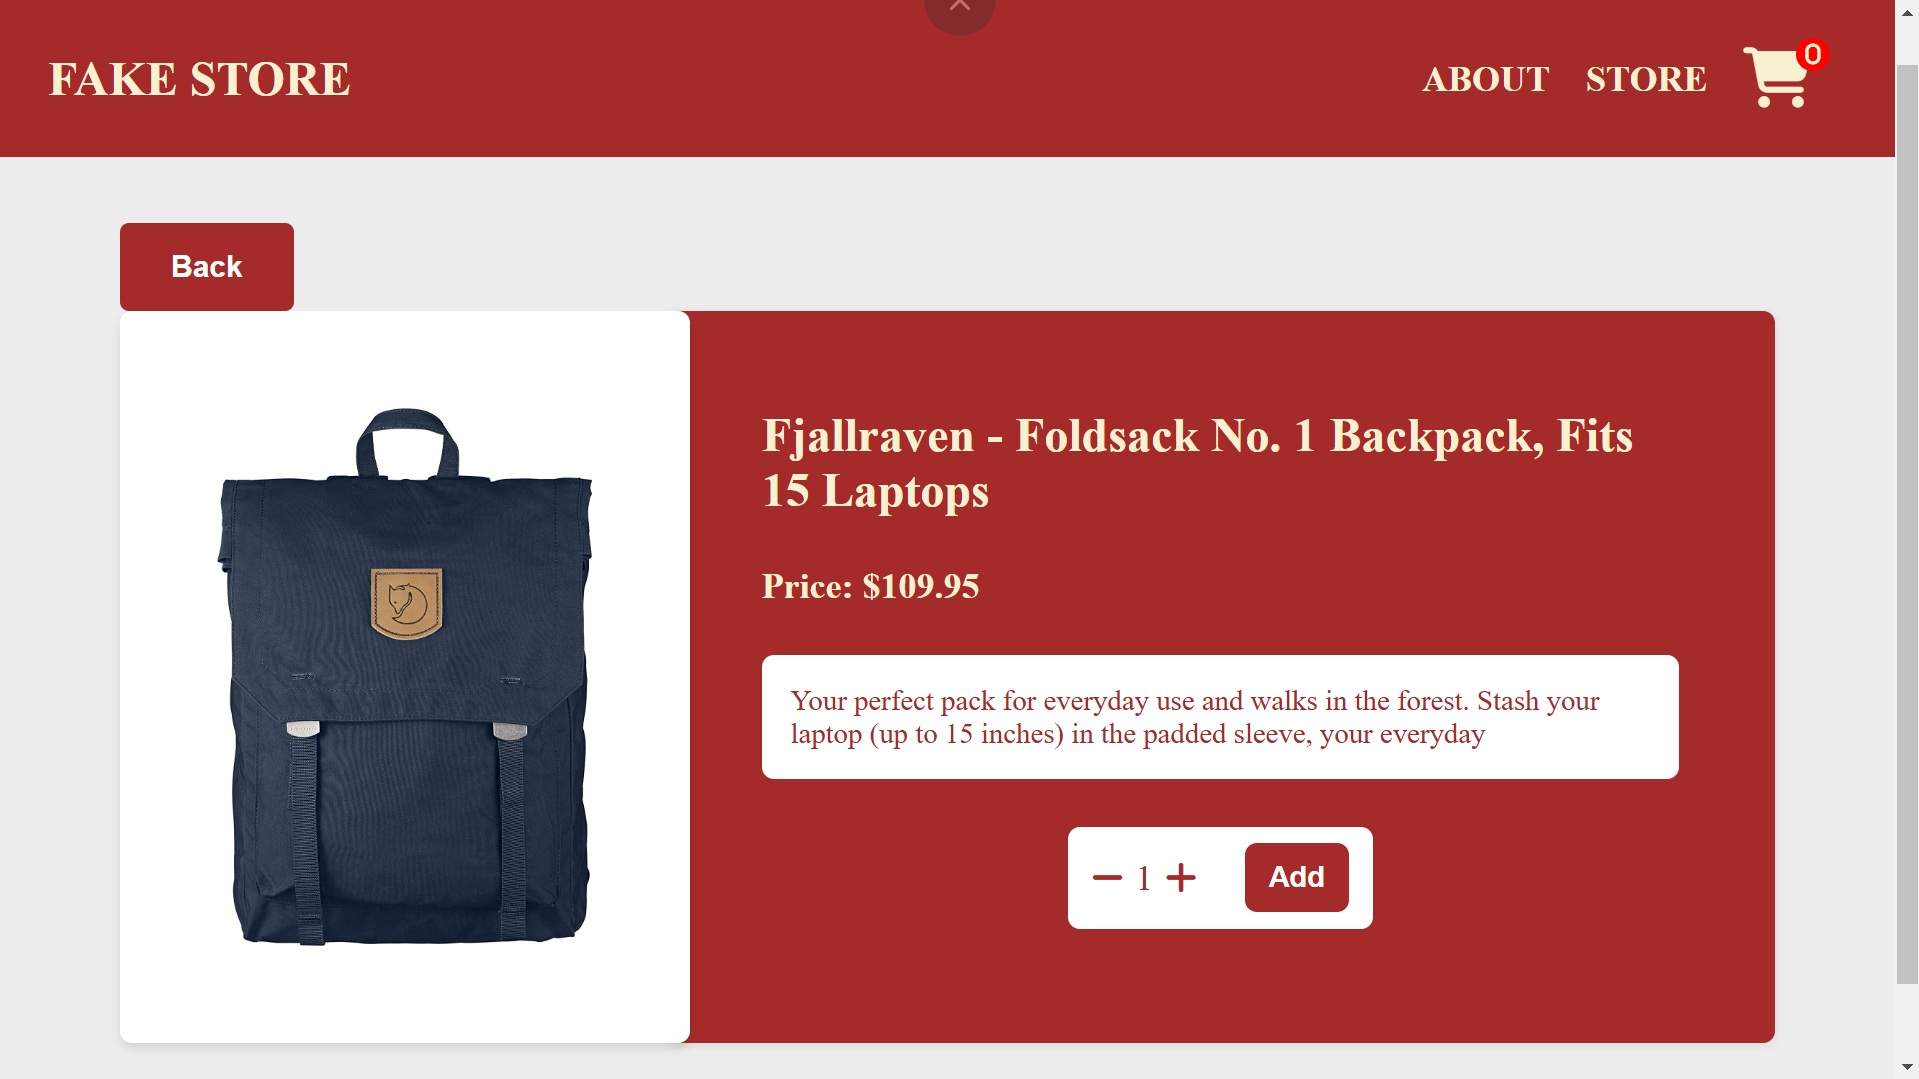 FAKE STORE
ABOUT
STORE
0
Back
Fjallraven - Foldsack No. 1 Backpack, Fits
15 Laptops
Price: $109.95
Your perfect pack for everyday use and walks in the forest. Stash your
laptop (up to 15 inches) in the padded sleeve, your everyday
1
Add